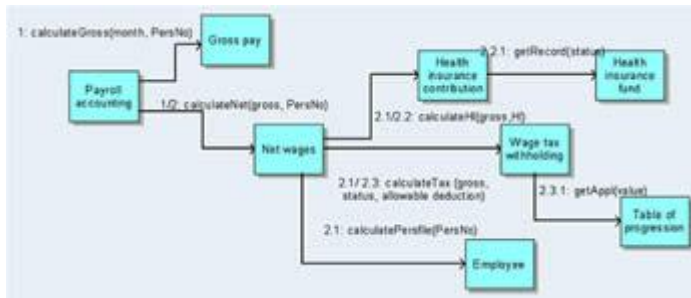 1: calculateGross(month, PersNo)
Gross pay
Payroll
accounting
1/2: calculateNet(gross, PersNo)
Net wages
Health
insurance
contribution
2.2.1: getRecord(status)
Health
insurance
fund
2.1/2.2: calculateHI(gross,HI)
Wage tax
withholding
2.1/ 2.3: calculateTax (gross,
status, allowable deduction)
2.3.1: getAppl(value)
Table of
progression
2.1: calculatePersfile(PersNo)
Employee